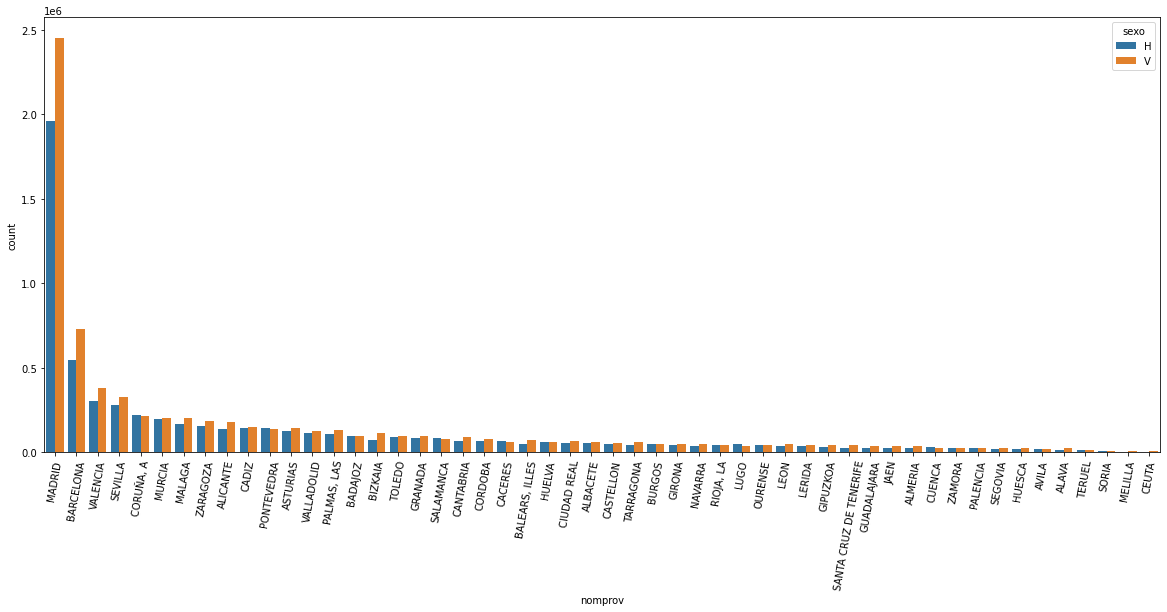 1e6
2.5
2.0
1.5
1.0
0.5
0.0
count
sexo
H
V
MADRID
BARCELONA
VALENCIA
SEVILLA
CORUÑA, A
MURCIA
MALAGA
ZARAGOZA
ALICANTE
CADIZ
PONTEVEDRA
ASTURIAS
VALLADOLID
PALMAS, LAS
BADAJOZ
BIZKAIA
TOLEDO
GRANADA
SALAMANCA
CANTABRIA
CORDOBA
CACERES
BALEARS, ILLES
HUELVA
CIUDAD REAL
ALBACETE
CASTELLON
TARRAGONA
BURGOS
GIRONA
NAVARRA
RIOJA, LA
LUGO
OURENSE
LEON
LERIDA
GIPUZKOA
SANTA CRUZ DE TENERIFE
GUADALAJARA
JAEN
ALMERIA
CUENCA
ZAMORA
PALENCIA
SEGOVIA
HUESCA
AVILA
ALAVA
TERUEL
SORIA
MELILLA
CEUTA
nomprov